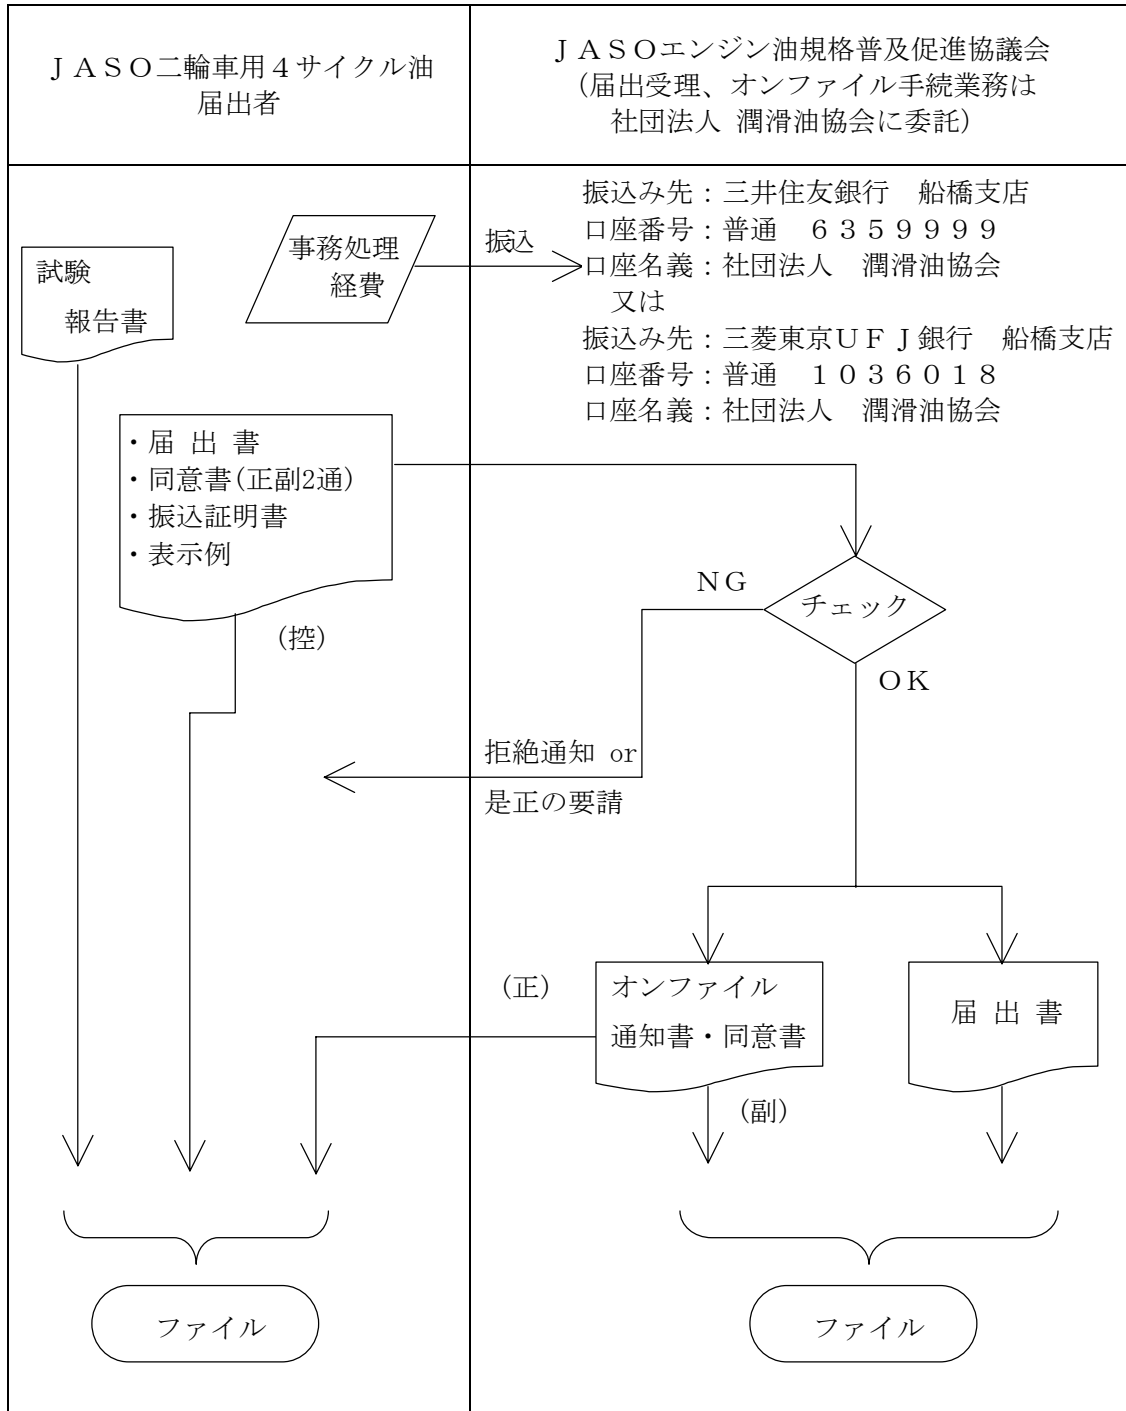 ＪＡＳＯ二輪車用４サイクル油
届出者
ＪＡＳＯエンジン油規格普及促進協議会
(届出受理、オンファイル手続業務は
社団法人 潤滑油協会に委託)
試験
報告書
事務処理
経費
振込
振込み先：三井住友銀行　船橋支店
口座番号：普通　６３５９９９９
口座名義：社団法人　潤滑油協会
又は
振込み先：三菱東京ＵＦＪ銀行　船橋支店
口座番号：普通　１０３６０１８
口座名義：社団法人　潤滑油協会
・届 出 書
・同意書(正副2通)
・振込証明書
・表示例
(控)
ＮＧ
チェック
ＯＫ
拒絶通知 or
是正の要請
(正)
オンファイル
通知書・同意書
届 出 書
(副)
ファイル
ファイル